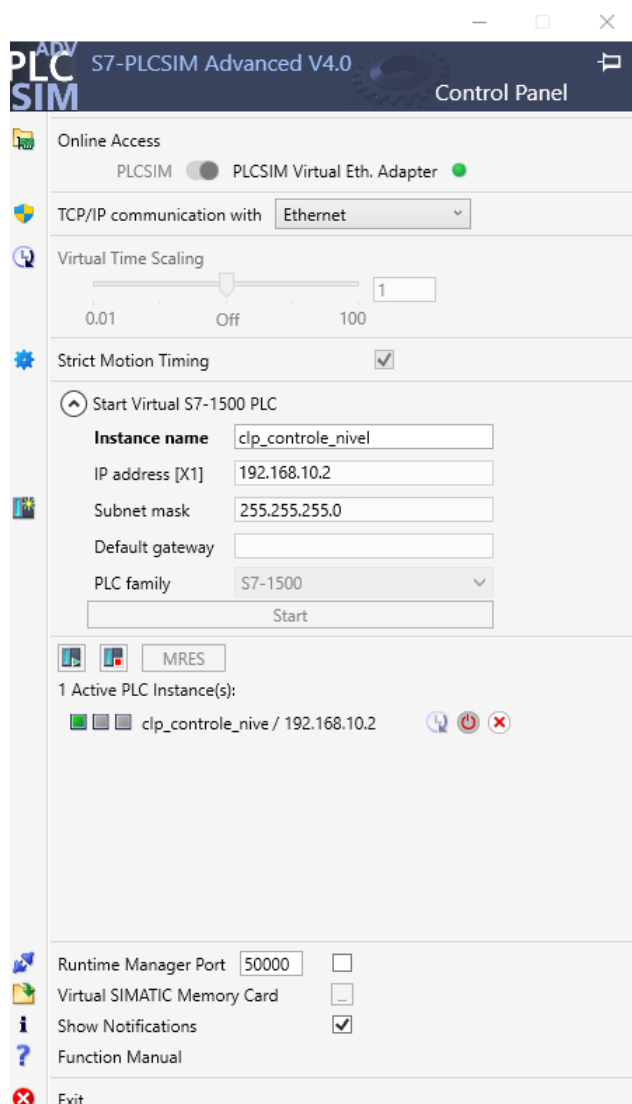 PLC ADV SIM
S7-PLCSIM Advanced V4.0
Control Panel
Online Access
PLCSIM PLCSIM Virtual Eth. Adapter
TCP/IP communication with Ethernet
Virtual Time Scaling
1
0.01 Off 100
Strict Motion Timing
Start Virtual S7-1500 PLC
Instance name clp_controle_nivel
IP address [X1] 192.168.10.2
Subnet mask 255.255.255.0
Default gateway
PLC family S7-1500
Start
MRES
1 Active PLC Instance(s):
clp_controle_nive / 192.168.10.2
Runtime Manager Port 50000
Virtual SIMATIC Memory Card ...
Show Notifications
Function Manual
Exit